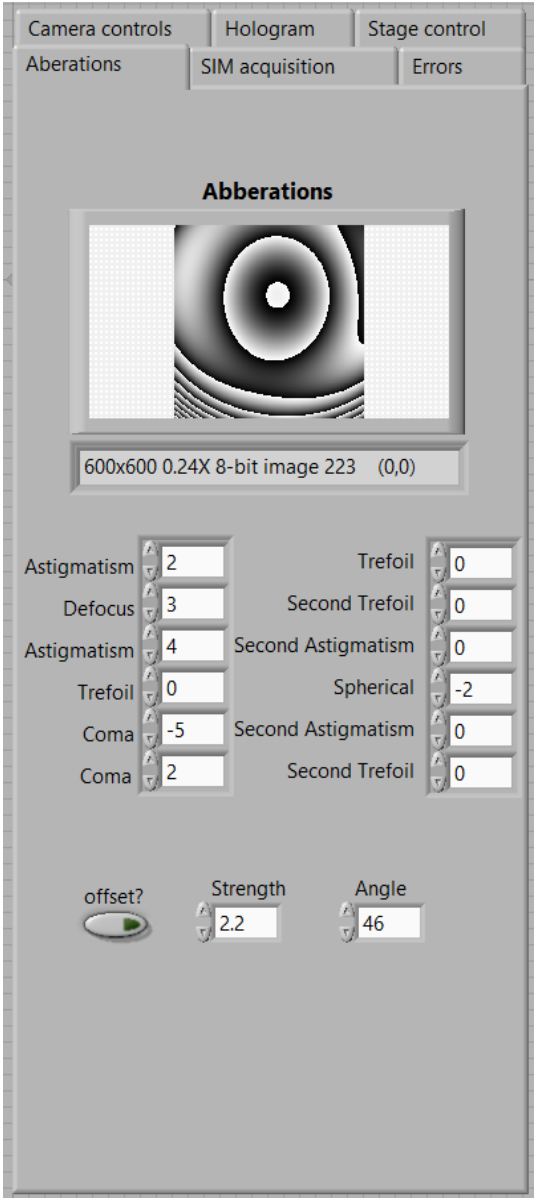 Camera controls Hologram Stage control
Aberations SIM acquisition Errors
Abberations
600x600 0.24X 8-bit image 223 (0,0)
Astigmatism 2 Trefoil 0
Defocus 3 Second Trefoil 0
Astigmatism 4 Second Astigmatism 0
Trefoil 0 Spherical -2
Coma -5 Second Astigmatism 0
Coma 2 Second Trefoil 0
offset? Strength Angle
2.2 46